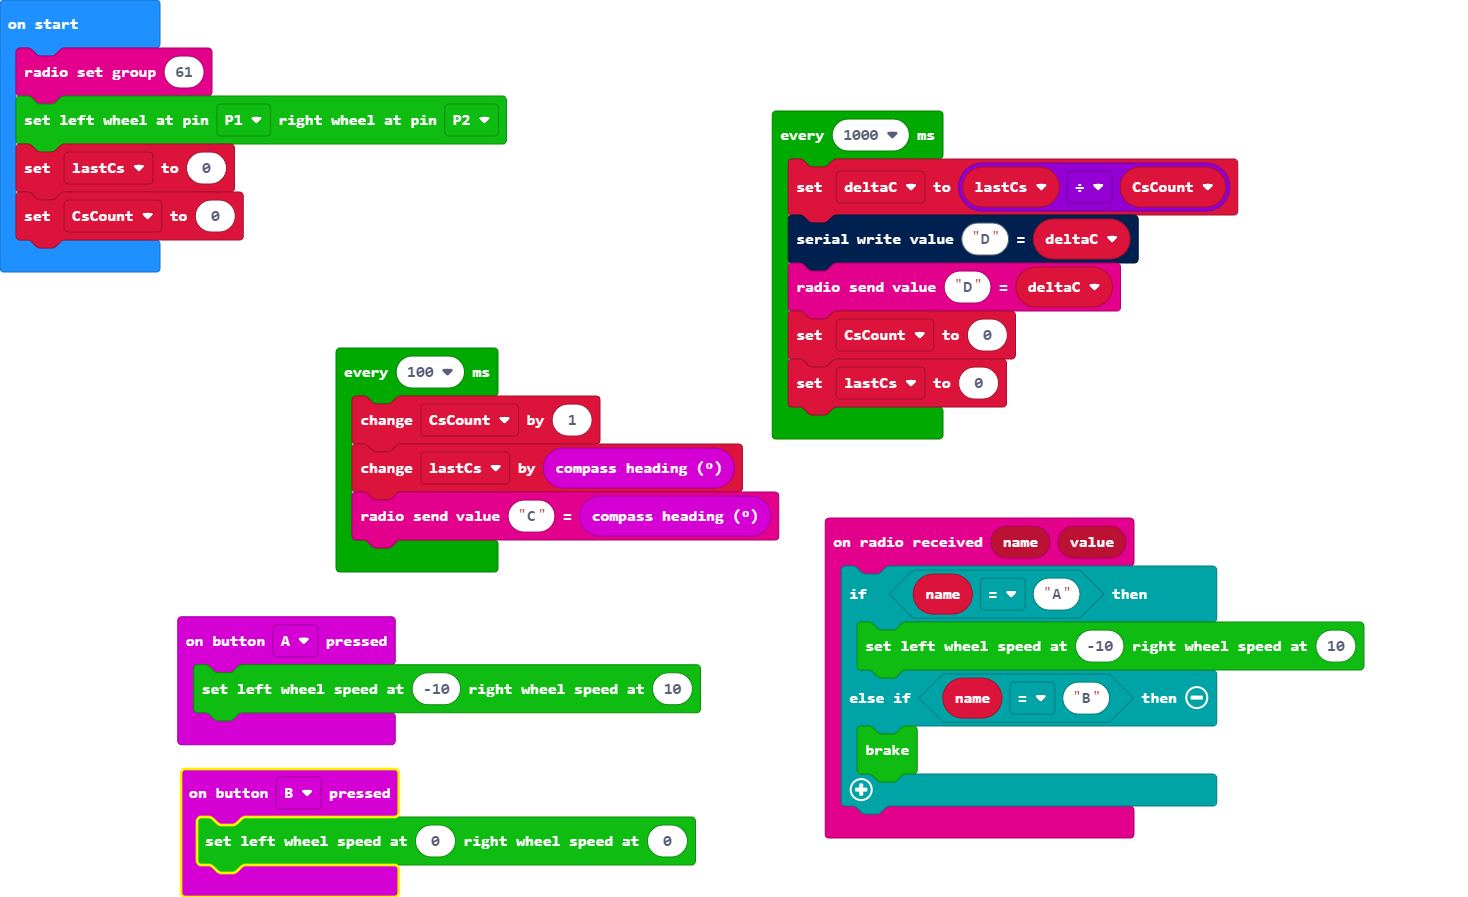 on start
radio set group 61
set left wheel at pin P1 right wheel at pin P2
set lastCs to 0
set CsCount to 0
every 1000 ms
set deltaC to lastCs ÷ CsCount
serial write value "D" = deltaC
radio send value "D" = deltaC
set CsCount to 0
set lastCs to 0
every 100 ms
change CsCount by 1
change lastCs by compass heading (º)
radio send value "C" = compass heading (º)
on button A pressed
set left wheel speed at -10 right wheel speed at 10
on button B pressed
set left wheel speed at 0 right wheel speed at 0
on radio received name value
if name = "A" then
set left wheel speed at -10 right wheel speed at 10
else if name = "B" then
brake